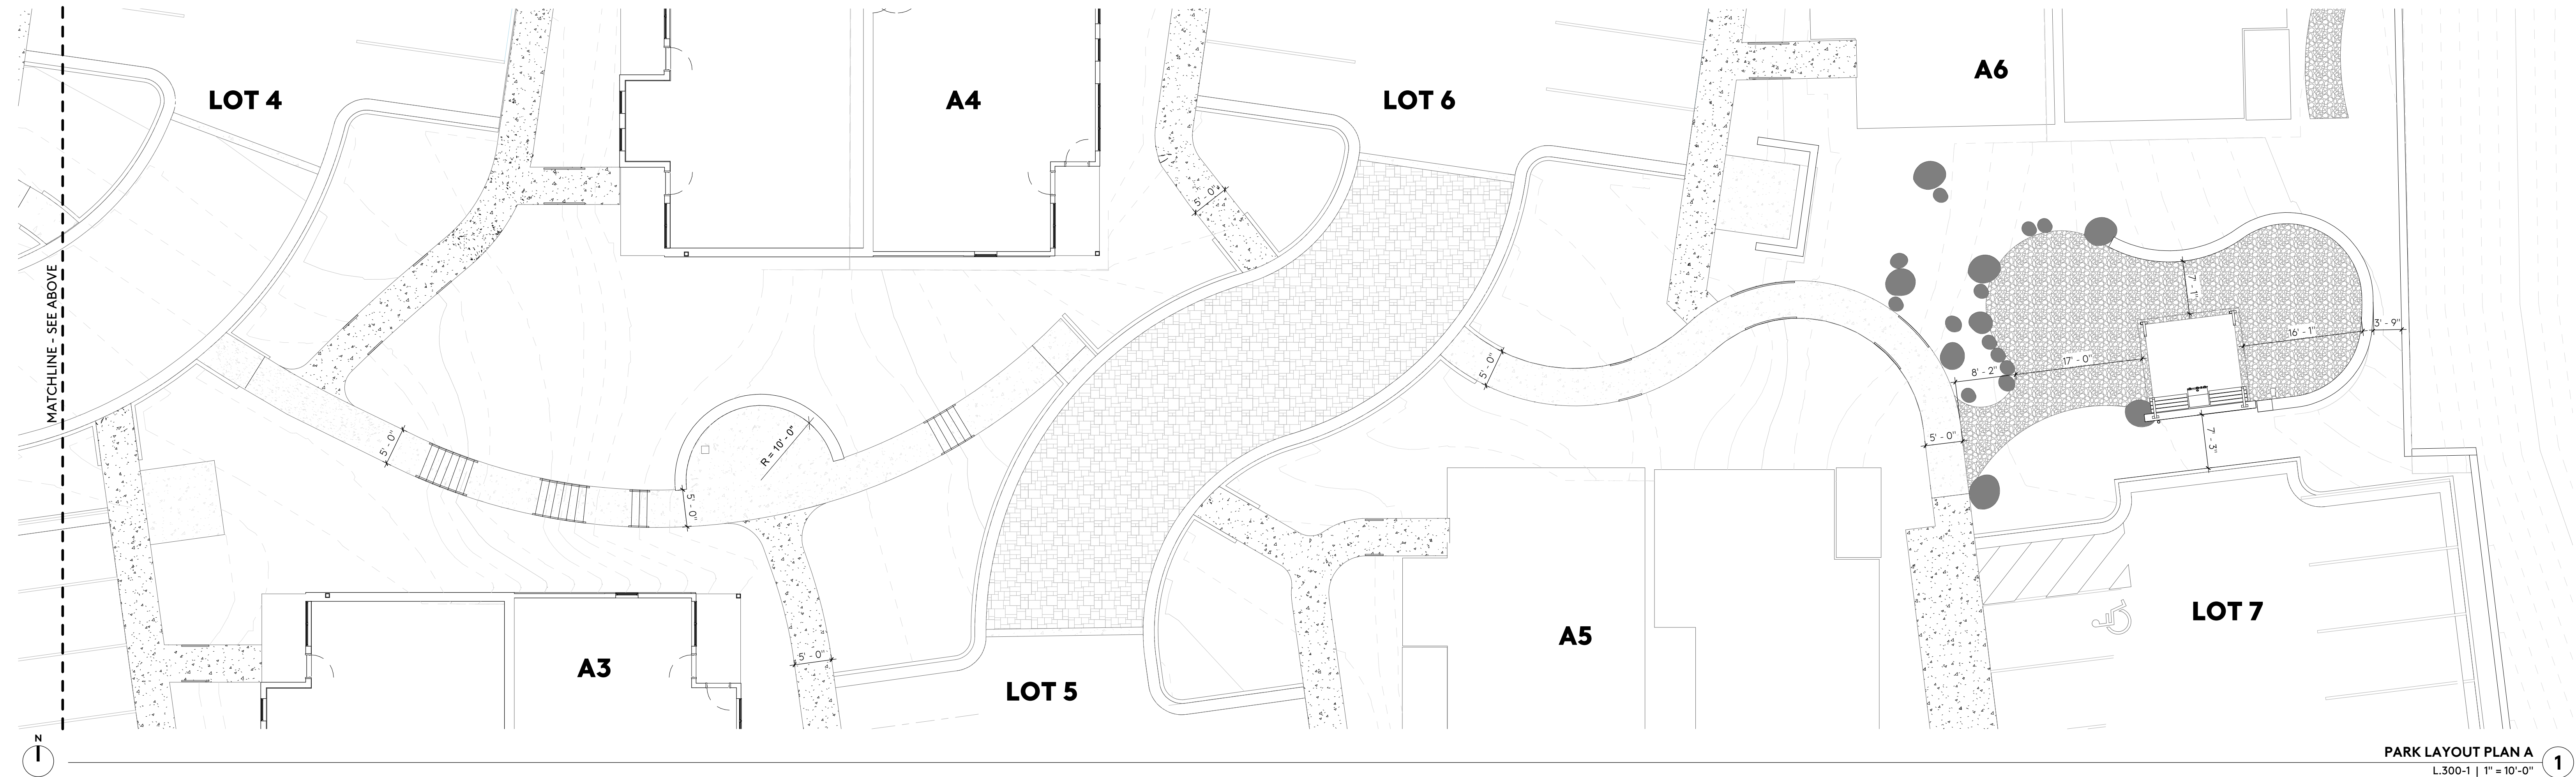 MATCHLINE - SEE ABOVE
LOT 4
A4
LOT 6
A6
5' - 0"
7' - 1"
16' - 1"
3' - 9"
17' - 0"
8' - 2"
5' - 0"
R = 10' - 0"
5' - 0"
5' - 0"
5' - 0"
7' - 3"
A3
5' - 0"
LOT 5
A5
LOT 7
N
PARK LAYOUT PLAN A
L.300-1 | 1" = 10'-0"
1